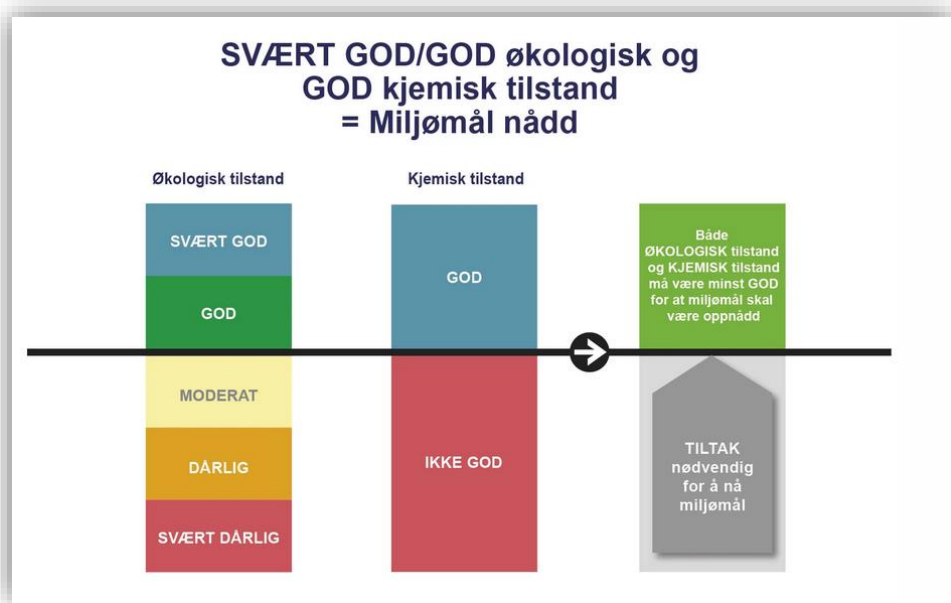 SVÆRT GOD/GOD økologisk og
GOD kjemisk tilstand
= Miljømål nådd
Økologisk tilstand
SVÆRT GOD
GOD
MODERAT
DÅRLIG
SVÆRT DÅRLIG
Kjemisk tilstand
GOD
IKKE GOD
Både
ØKOLOGISK tilstand
og KJEMISK tilstand
må være minst GOD
for at miljømål skal
være oppnådd
TILTAK
nødvendig
for å nå
miljømål